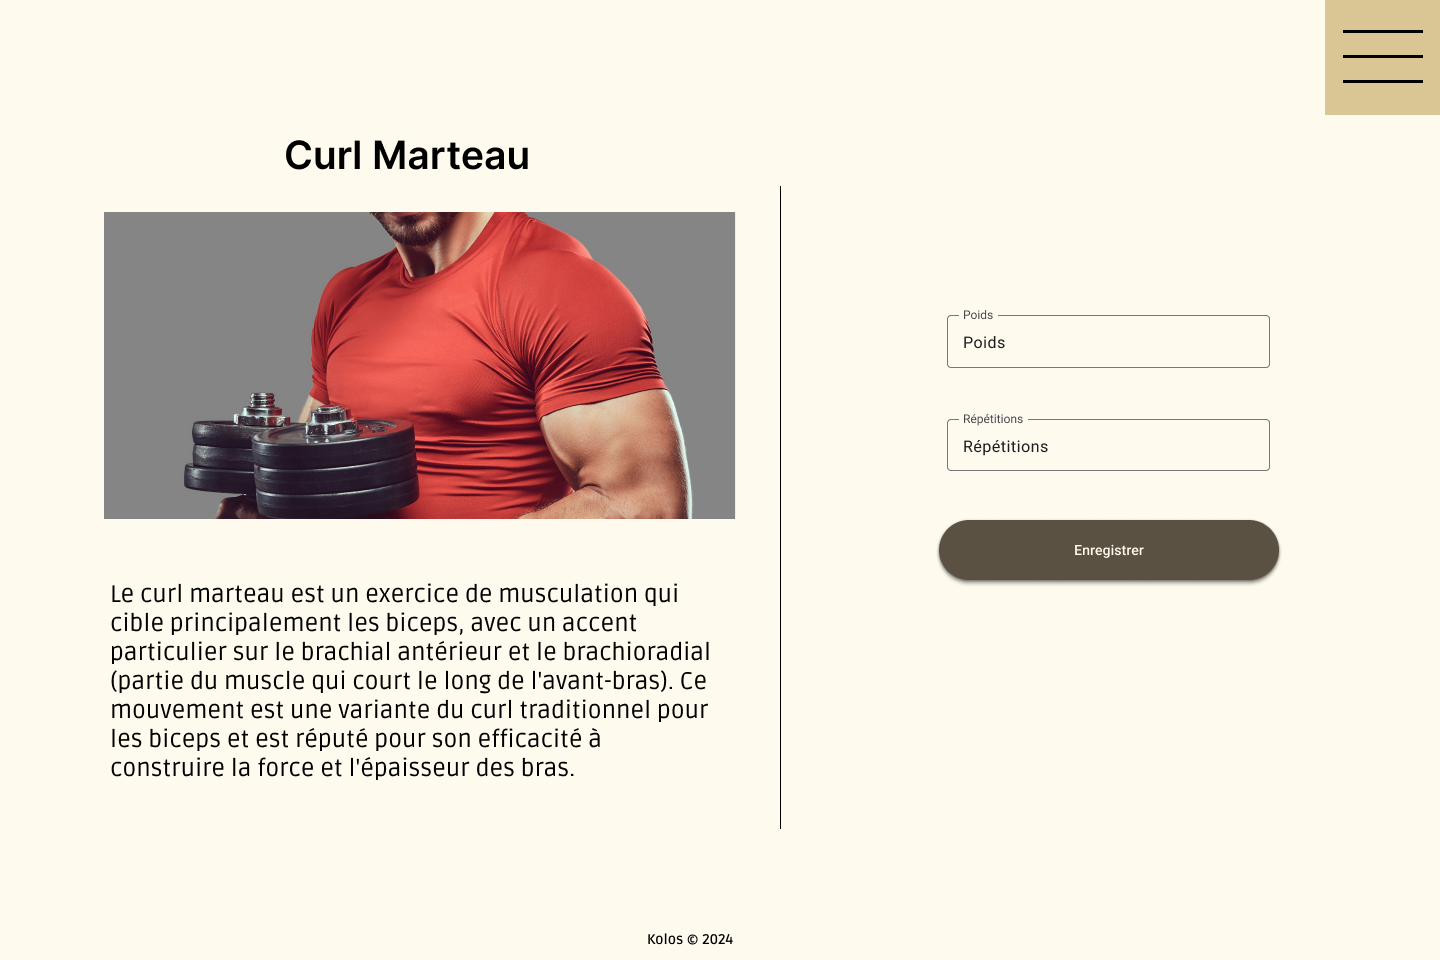 Curl Marteau
Le curl marteau est un exercice de musculation qui
cible principalement les biceps, avec un accent
particulier sur le brachial antérieur et le brachioradial
(partie du muscle qui court le long de l'avant-bras). Ce
mouvement est une variante du curl traditionnel pour
les biceps et est réputé pour son efficacité à
construire la force et l'épaisseur des bras.
Poids
Poids
Répétitions
Répétitions
Enregistrer
Kolos © 2024